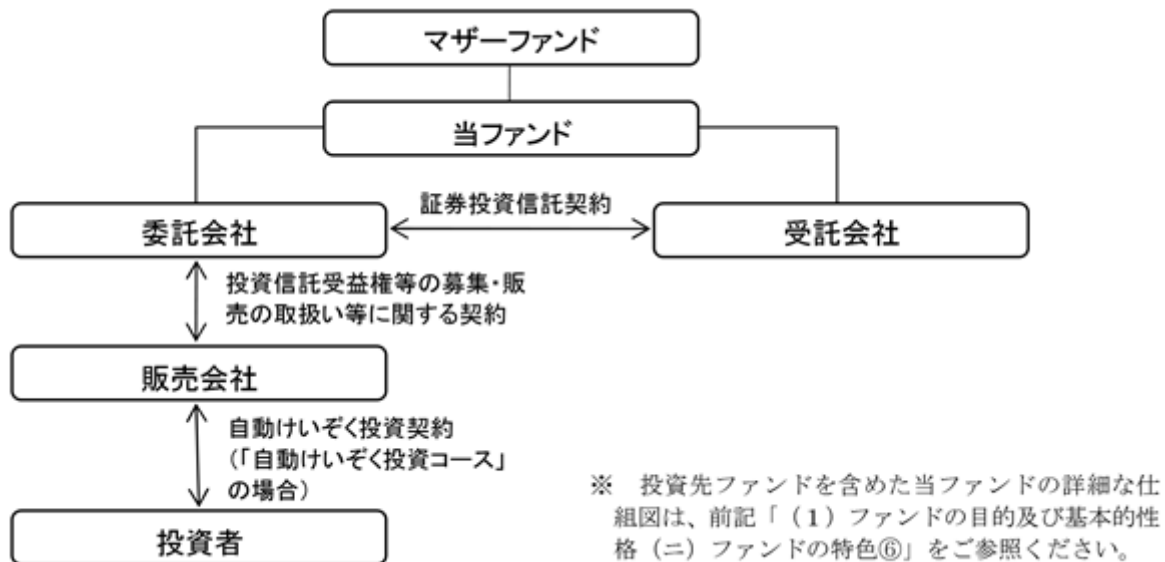 マザーファンド
当ファンド
証券投資信託契約
委託会社
受託会社
投資信託受益権等の募集・販
売の取扱い等に関する契約
販売会社
自動けいぞく投資契約
(「自動けいぞく投資コース」
の場合)
投資者
※ 投資先ファンドを含めた当ファンドの詳細な仕
組図は、前記「(1)ファンドの目的及び基本的性
格(ニ)ファンドの特色⑥」をご参照ください。